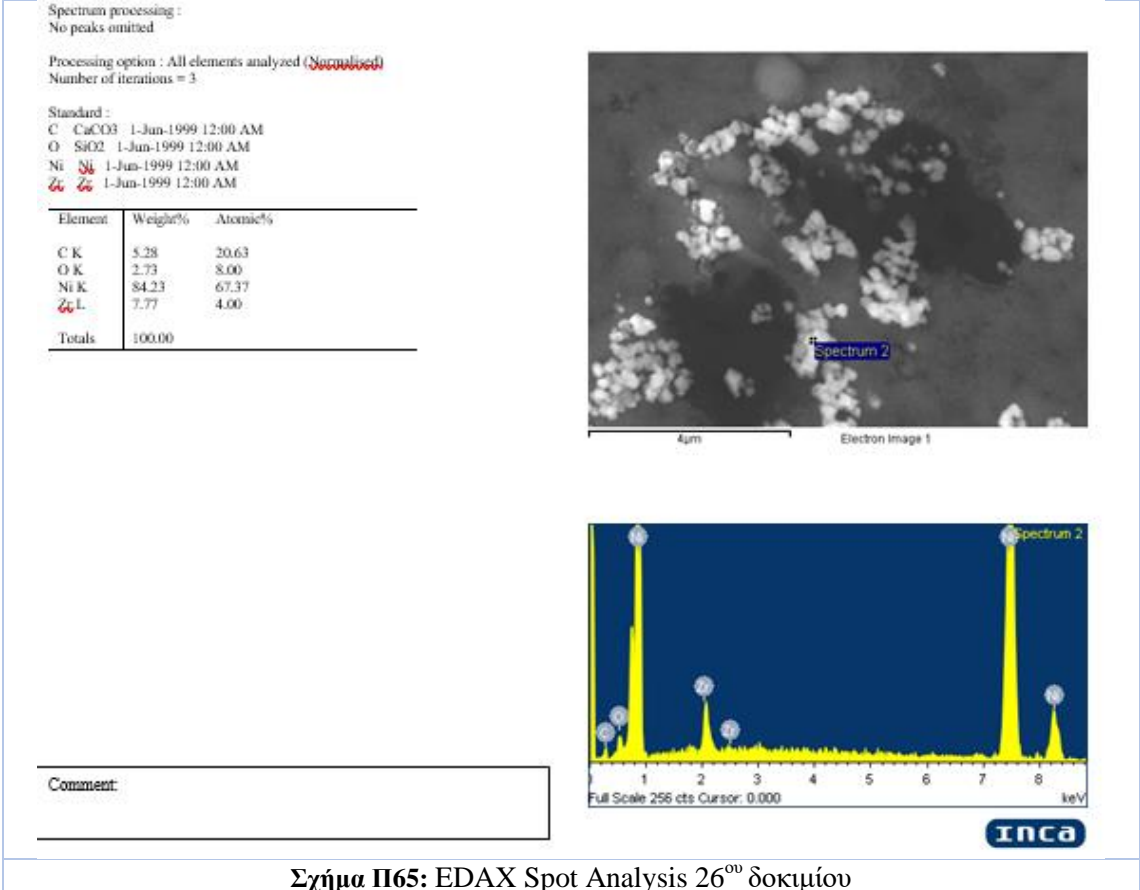 Spectrum processing :
No peaks omitted
Processing option : All elements analyzed (Normalised)
Number of iterations = 3
Standard :
C CaCO3 1-Jun-1999 12:00 AM
O SiO2 1-Jun-1999 12:00 AM
Ni Ni 1-Jun-1999 12:00 AM
Zr Zr 1-Jun-1999 12:00 AM
Element Weight% Atomic%
C K 5.28 20.63
O K 2.73 8.00
Ni K 84.23 67.37
Zr L 7.77 4.00
Totals 100.00
Spectrum 2
4µm Electron Image 1
Spectrum 2
Ni Ni
Zr Ni
O Zr
C
1 2 3 4 5 6 7 8
Full Scale 256 cts Cursor: 0.000 keV
Comment:
INCA
Σχήμα Π65: EDAX Spot Analysis 26ου δοκιμίου